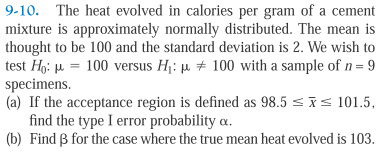 9-10. The heat evolved in calories per gram of a cement
mixture is approximately normally distributed. The mean is
thought to be 100 and the standard deviation is 2. We wish to
test H₀: μ = 100 versus H₁: μ ≠ 100 with a sample of n = 9
specimens.
(a) If the acceptance region is defined as 98.5 ≤ x̄ ≤ 101.5,
find the type I error probability α.
(b) Find β for the case where the true mean heat evolved is 103.